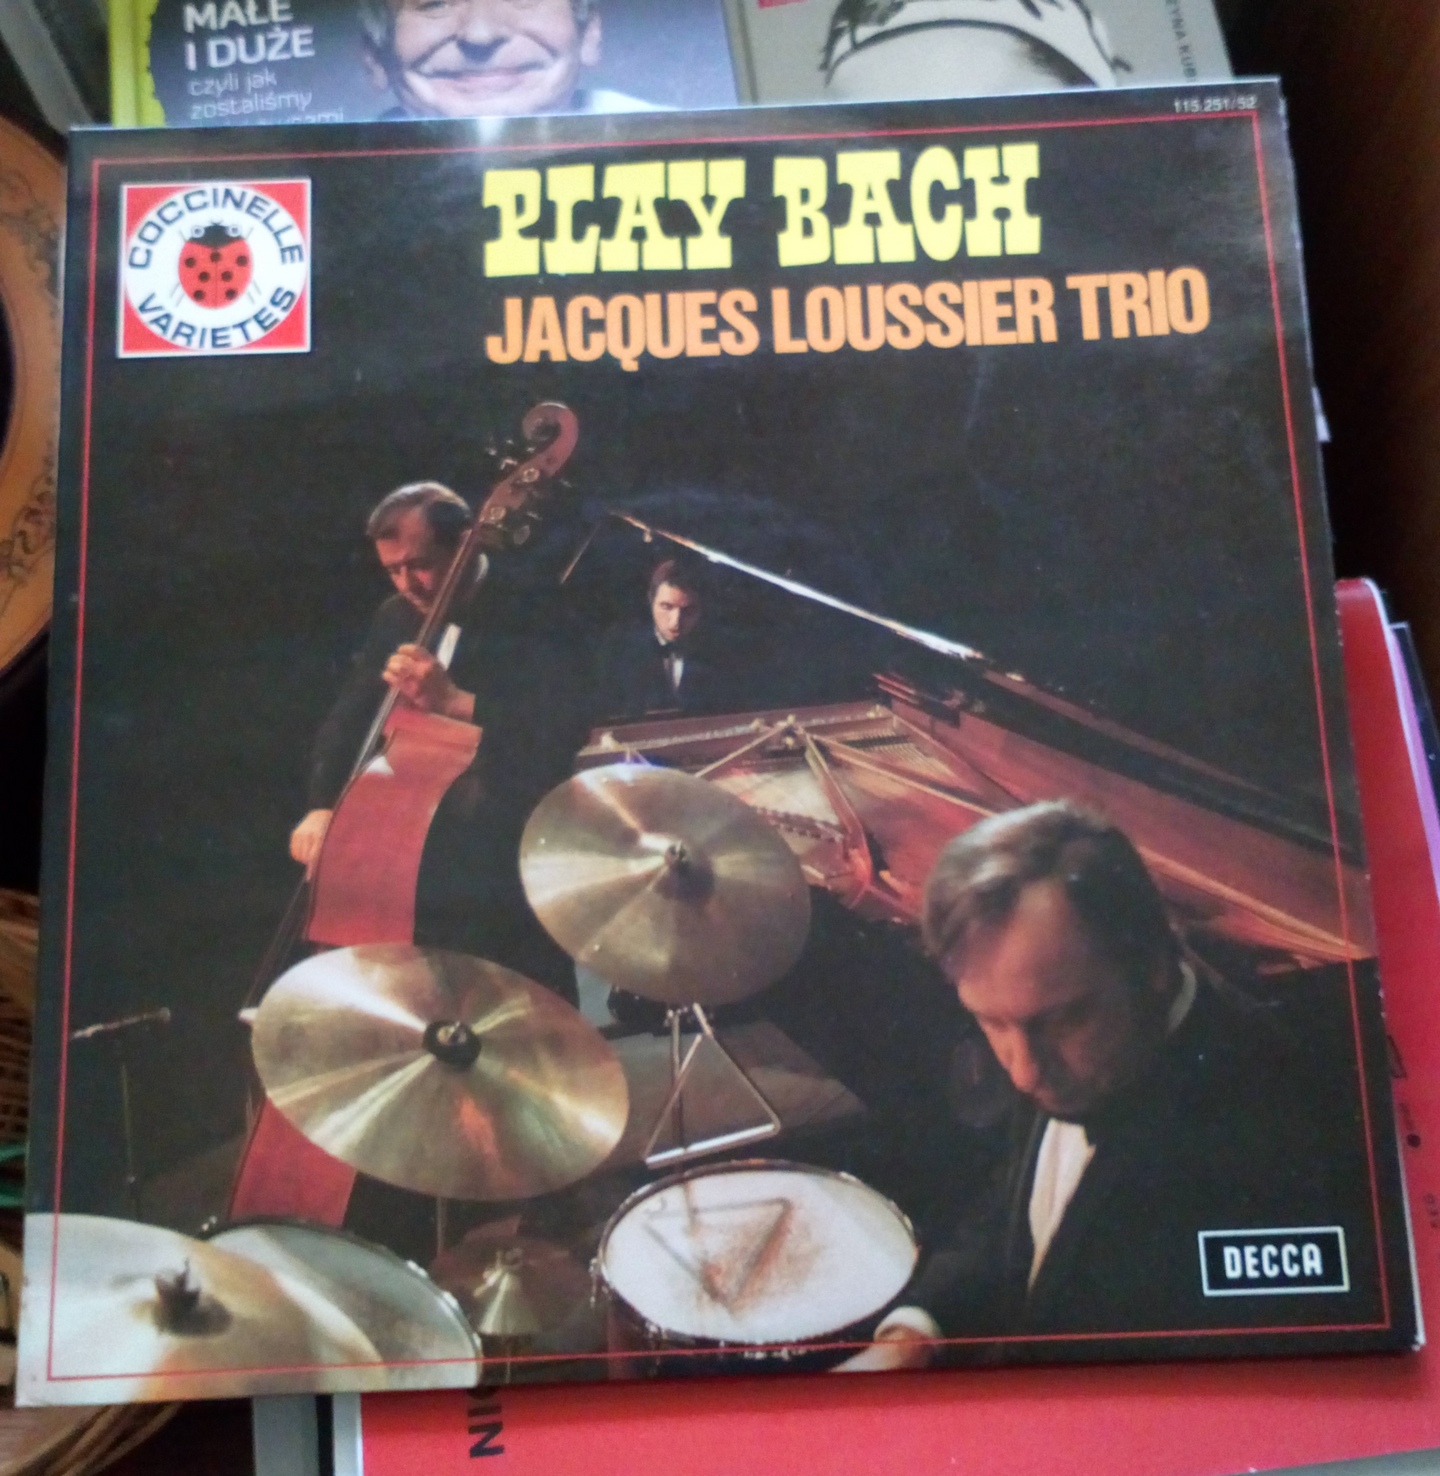 MAŁE
I DUŻE
czyli jak
zostaliśmy
115.251/52
COCCINELLE
VARIETES
PLAY BACH
JACQUES LOUSSIER TRIO
DECCA